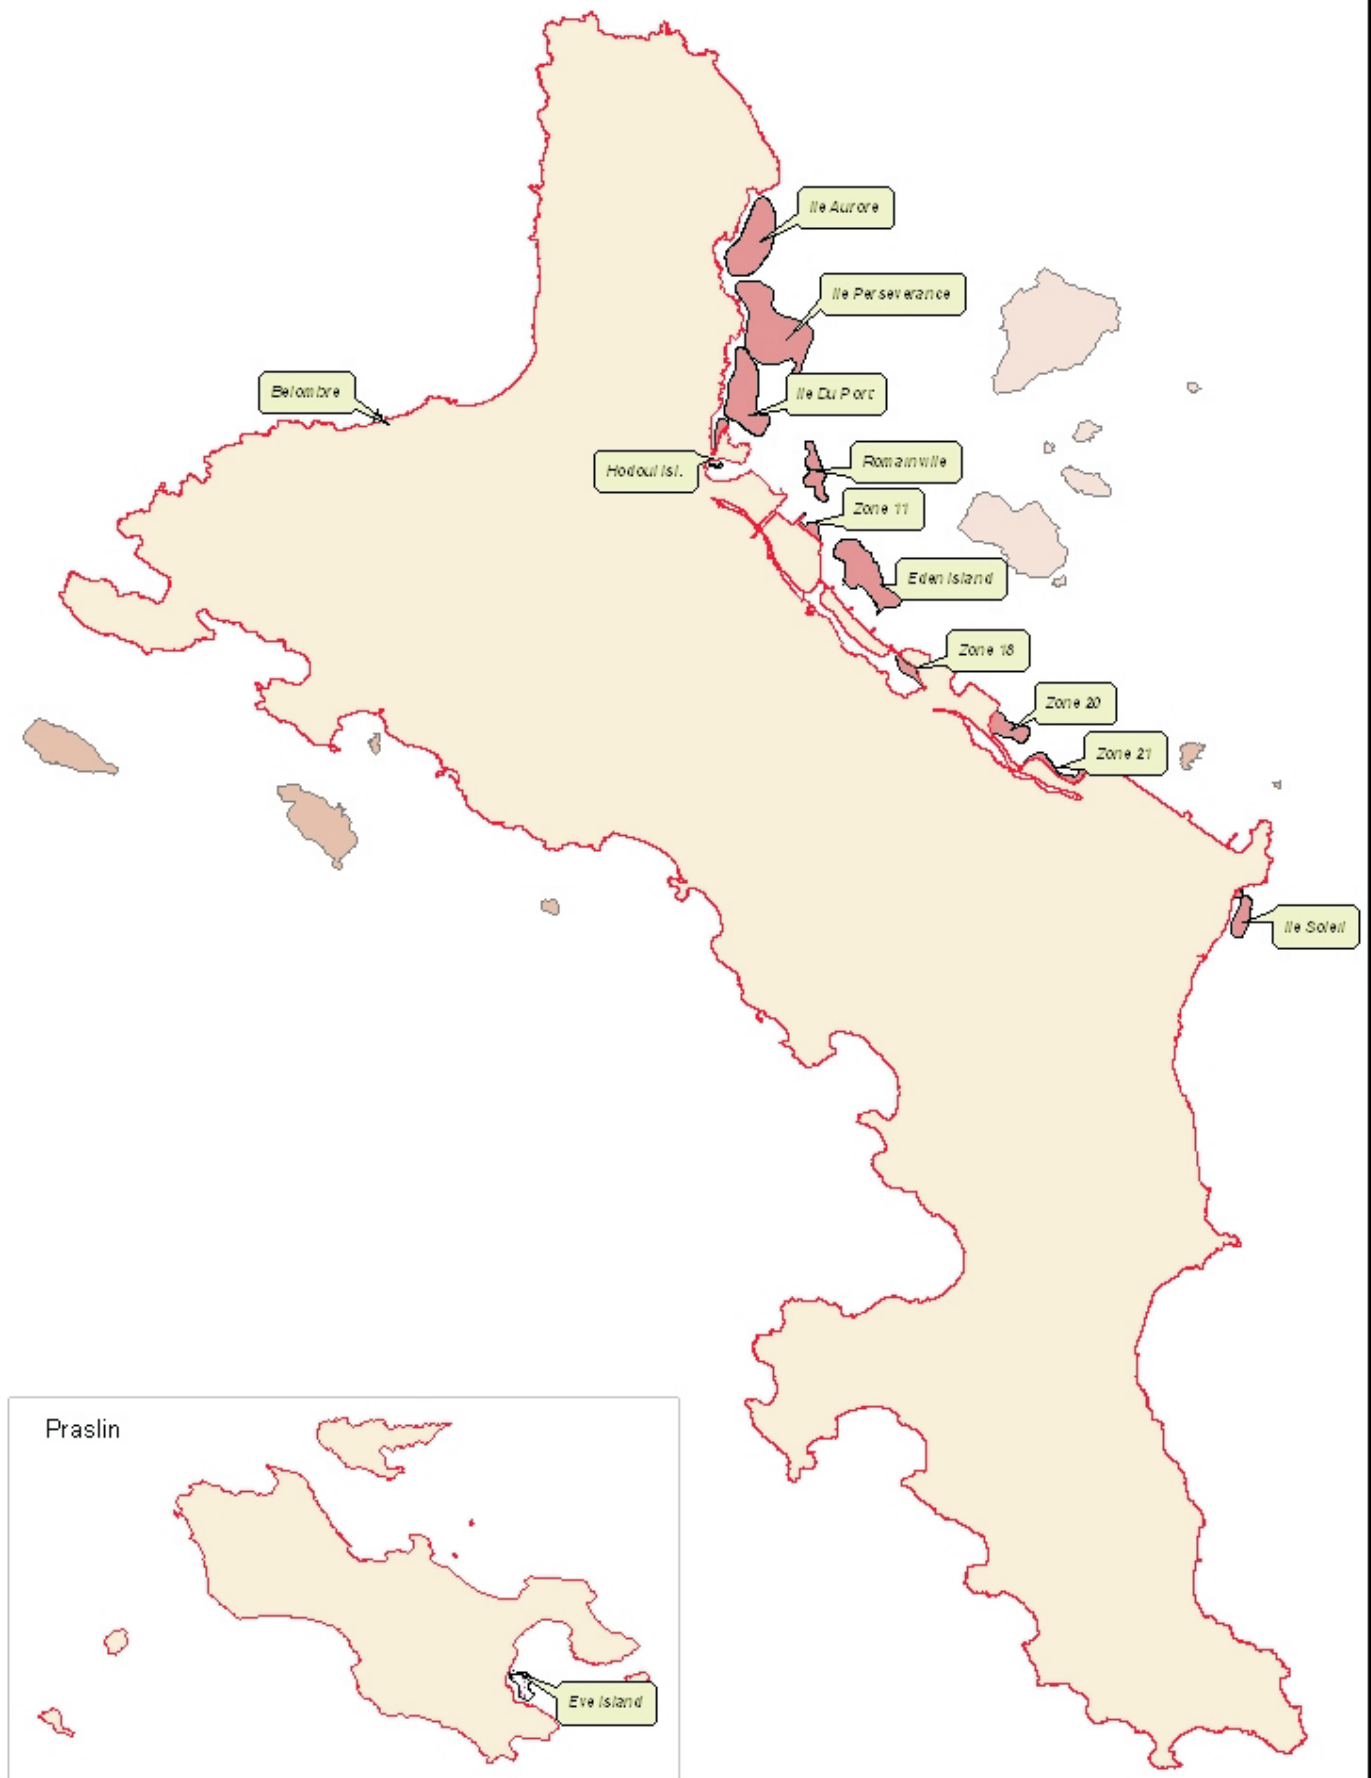 Ile Aurore
Ile Perseverance
Belombre
Ile Du Port
Hodoul Isl.
Romainville
Zone 11
Eden Island
Zone 18
Zone 20
Zone 21
Ile Soleil
Praslin
Eve Island